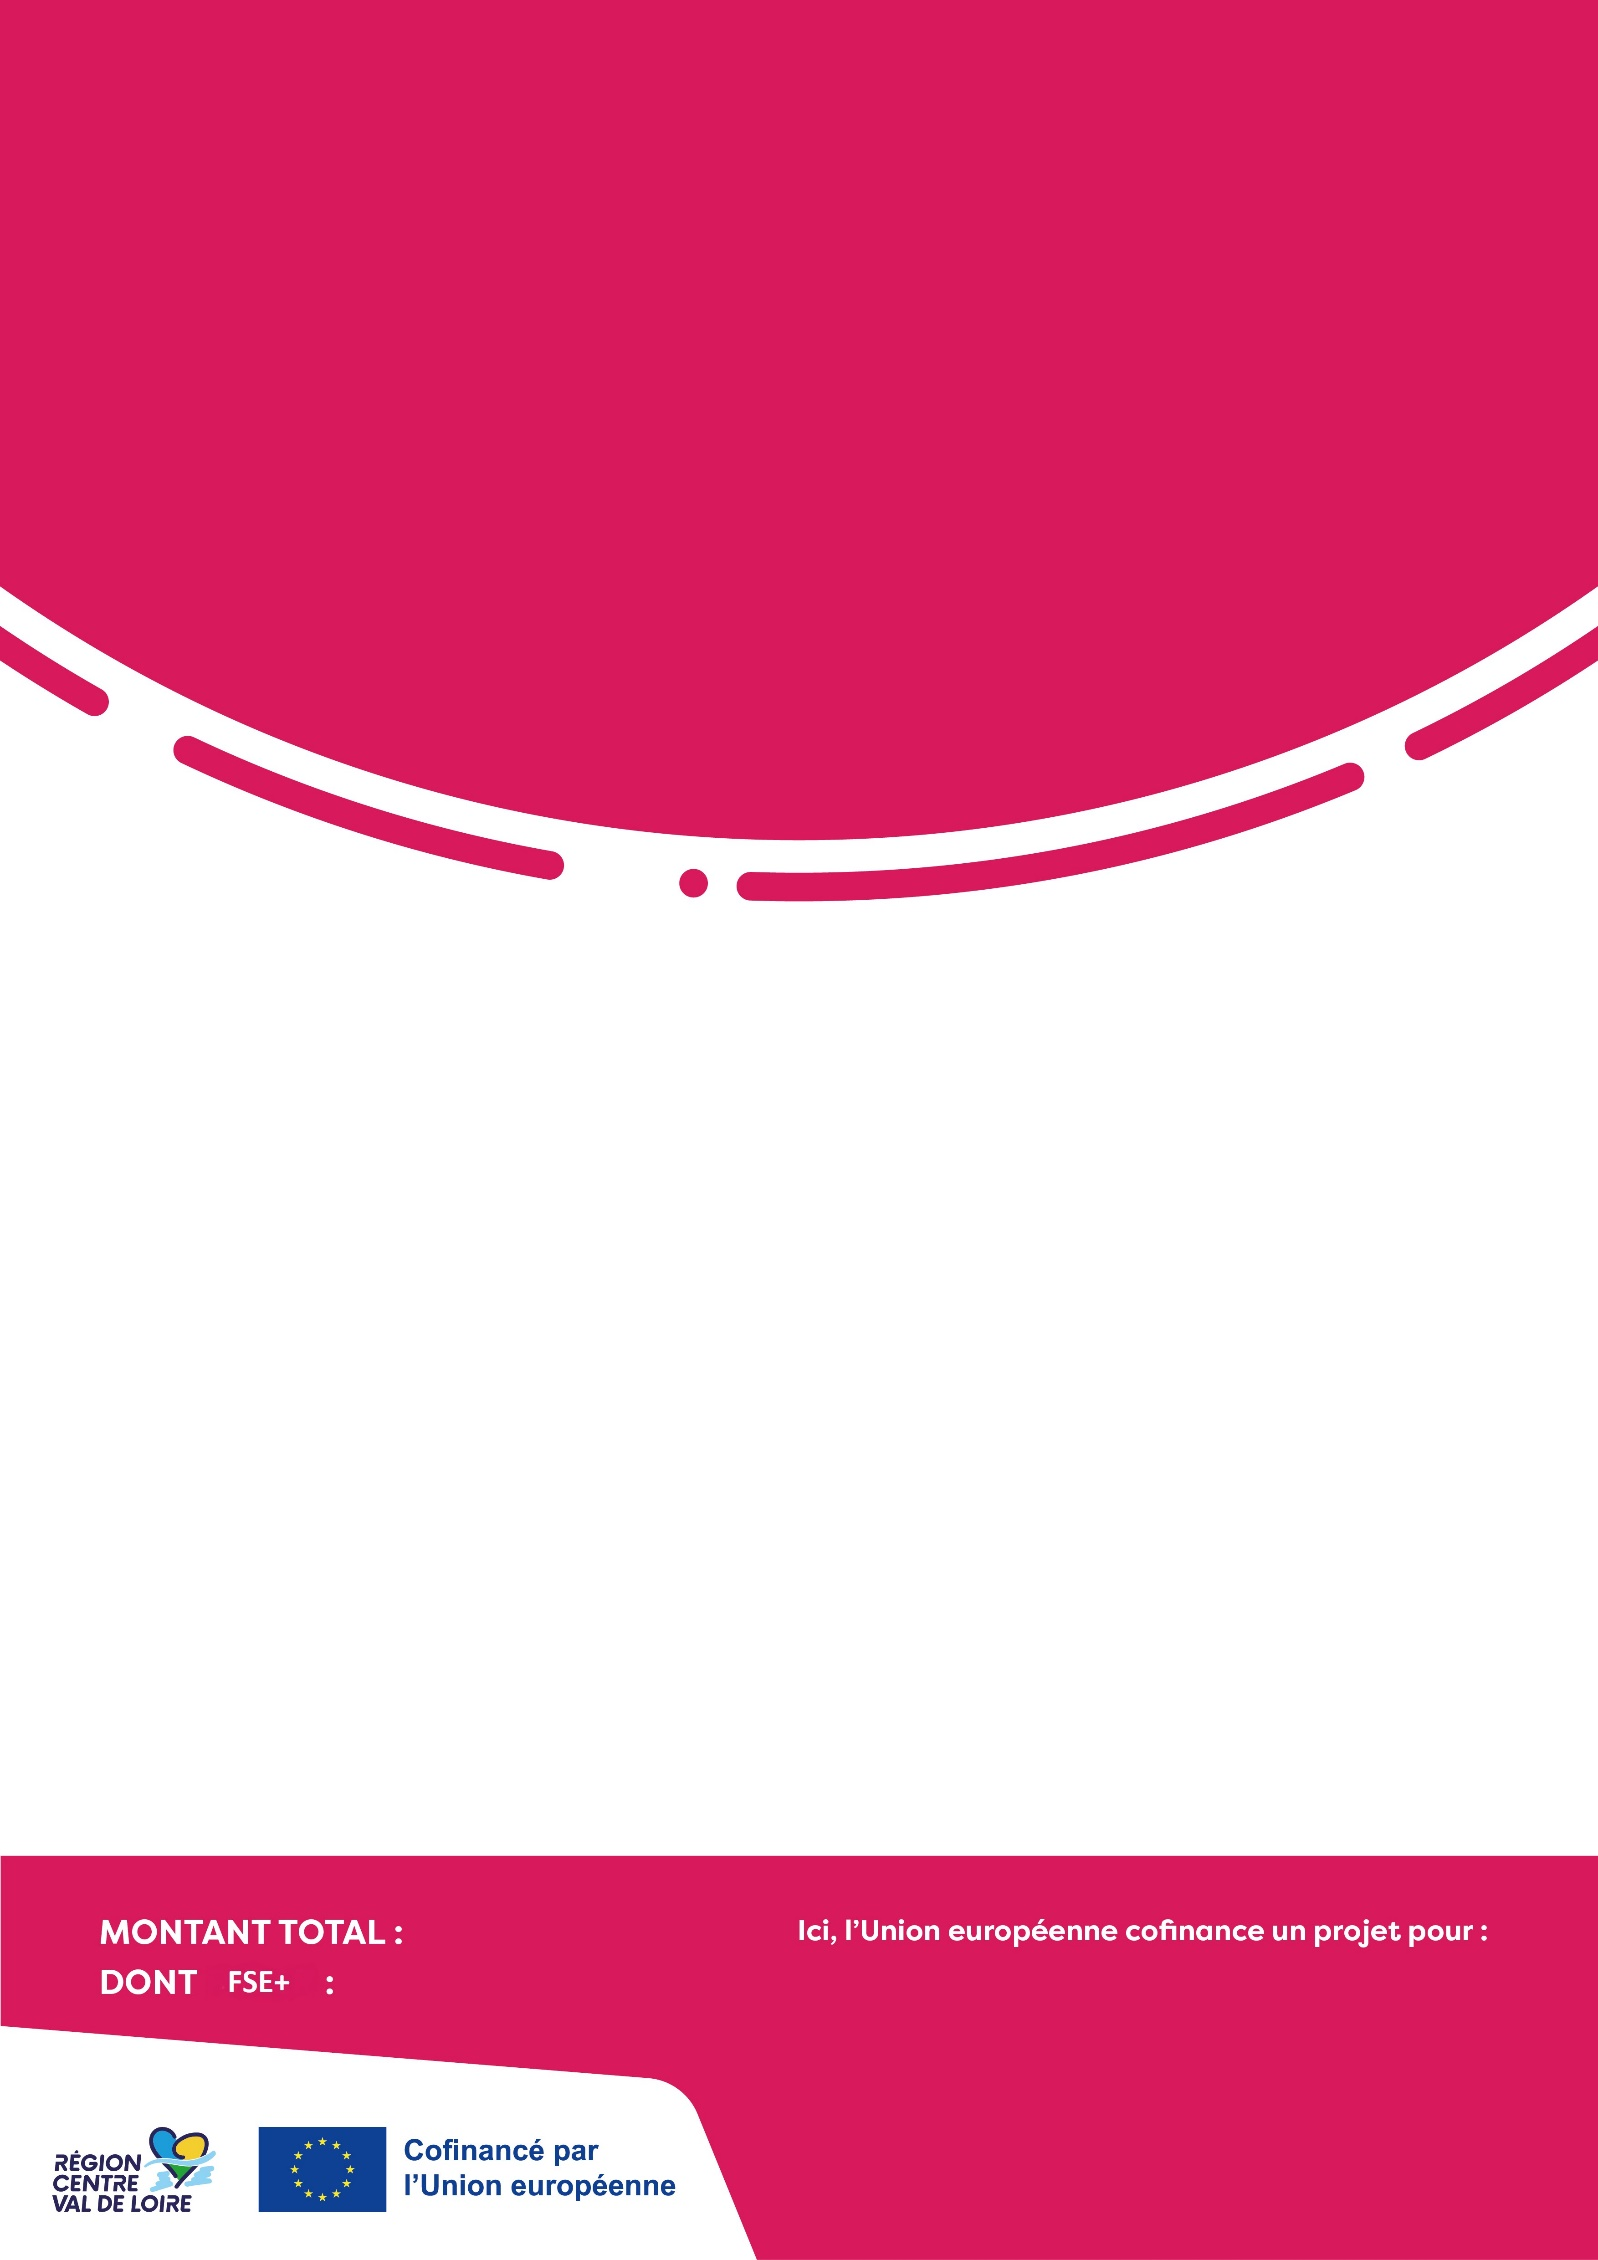 MONTANT TOTAL :
DONT FSE+ :
Ici, l’Union européenne cofinance un projet pour :
RÉGION
CENTRE
VAL DE LOIRE
Cofinancé par
l’Union européenne